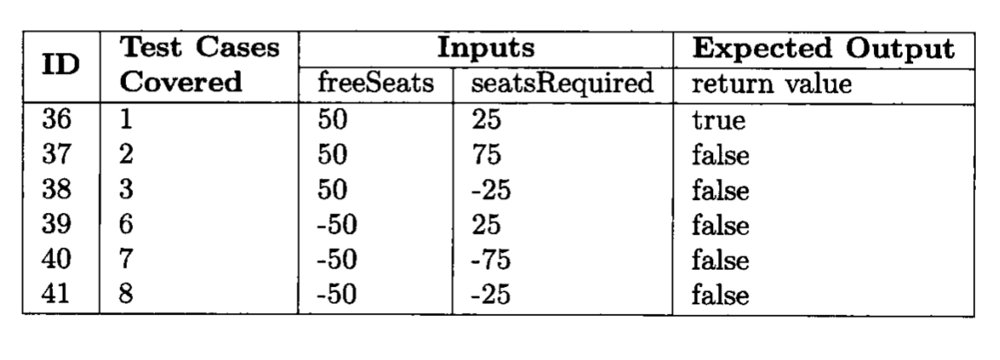 ID Test Cases Covered Inputs Expected Output
freeSeats seatsRequired return value
36 1 50 25 true
37 2 50 75 false
38 3 50 -25 false
39 6 -50 25 false
40 7 -50 -75 false
41 8 -50 -25 false